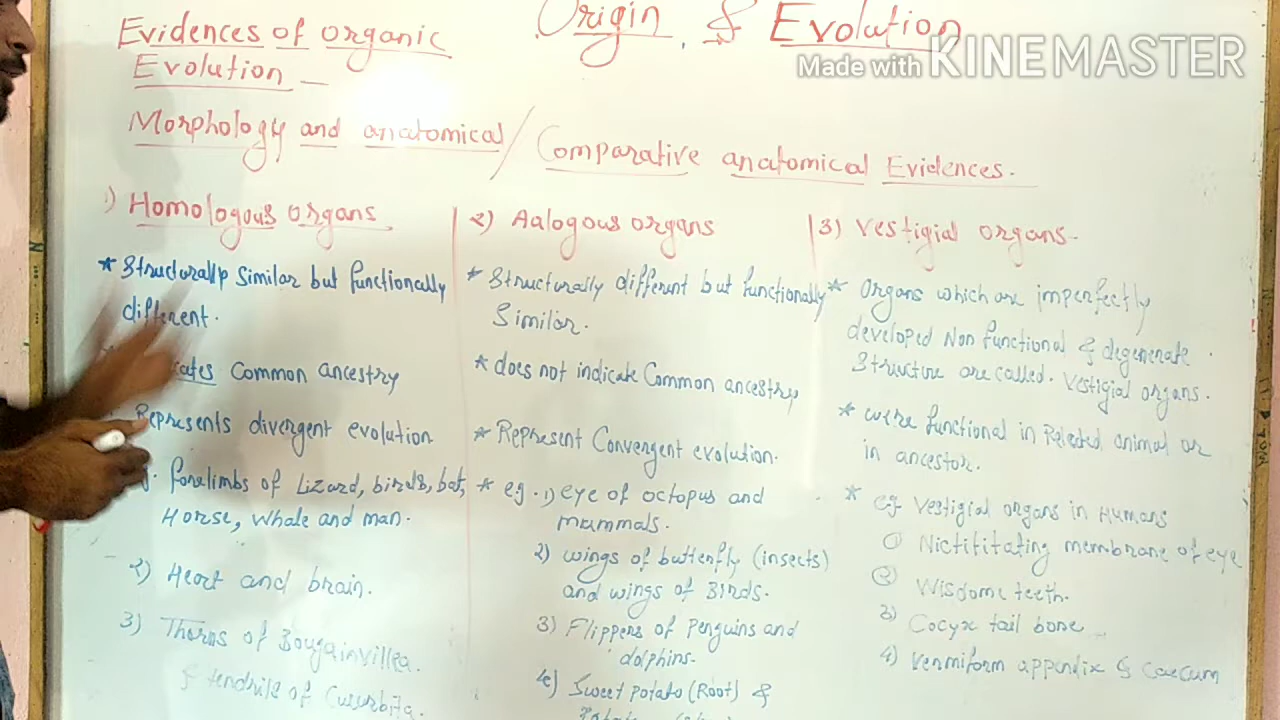 Origin & Evolution
Made with KINEMASTER
Evidences of organic
Evolution -
Morphology and anatomical / Comparative anatomical Evidences.
1) Homologous organs
* Structurally Similar but functionally
different.
Common ancestry
Represents divergent evolution
forelimbs of Lizard, birds, bat,
Horse, whale and man.
2) Heart and brain.
3) Thorns of Bougainvillea.
& tendrils of Cucurbita.
2) Aalogous organs
* Structurally different but functionally
Similar.
* does not indicate Common ancestry
* Represent Convergent evolution.
* eg. 1) eye of octopus and
mammals.
2) wings of butterfly (insects)
and wings of Birds.
3) Flippers of Penguins and
dolphins.
4) Sweet potato (Root) &
3) Vestigial organs-
* Organs which are imperfectly
developed Non functional & degenerate
Structure are called. Vestigial organs.
* were functional in Related animal or
in ancestor.
* eg Vestigial organs in Humans
① Nictititating membrane of eye
② Wisdome teeth.
3) Cocyx tail bone
4) Vermiform appendix & Caecum